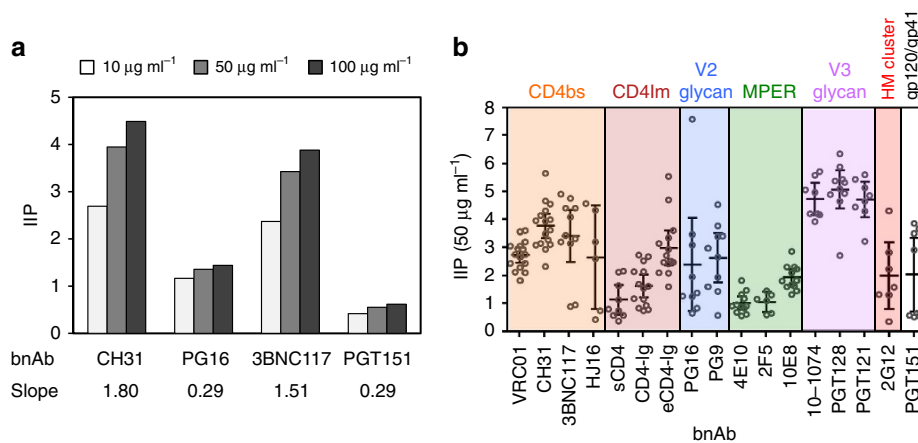 a
10 µg ml⁻¹ 50 µg ml⁻¹ 100 µg ml⁻¹
IIP
5
4
3
2
1
0
bnAb CH31 PG16 3BNC117 PGT151
Slope 1.80 0.29 1.51 0.29
b
CD4bs CD4Im V2 glycan MPER V3 glycan HM cluster gp120/gp41
IIP (50 µg ml⁻¹)
8
7
6
5
4
3
2
1
0
VRC01 CH31 3BNC117 HJ16 sCD4 CD4-Ig eCD4-Ig PG16 PG9 4E10 2F5 10E8 10–1074 PGT128 PGT121 2G12 PGT151
bnAb